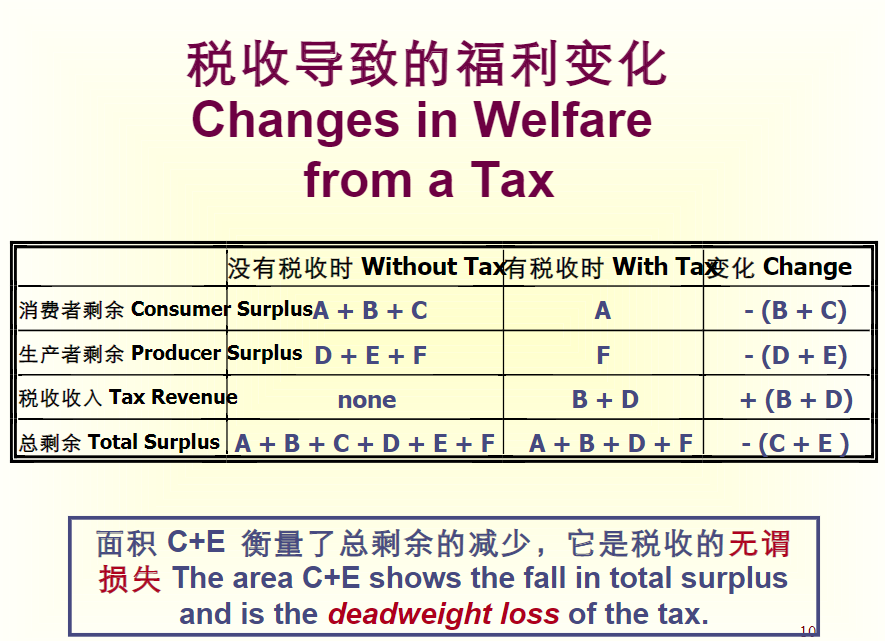 税收导致的福利变化
Changes in Welfare
from a Tax
没有税收时 Without Tax 有税收时 With Tax 变化 Change
消费者剩余 Consumer Surplus A + B + C A - (B + C)
生产者剩余 Producer Surplus D + E + F F - (D + E)
税收收入 Tax Revenue none B + D + (B + D)
总剩余 Total Surplus A + B + C + D + E + F A + B + D + F - (C + E )
面积 C+E 衡量了总剩余的减少，它是税收的无谓
损失 The area C+E shows the fall in total surplus
and is the deadweight loss of the tax.
10